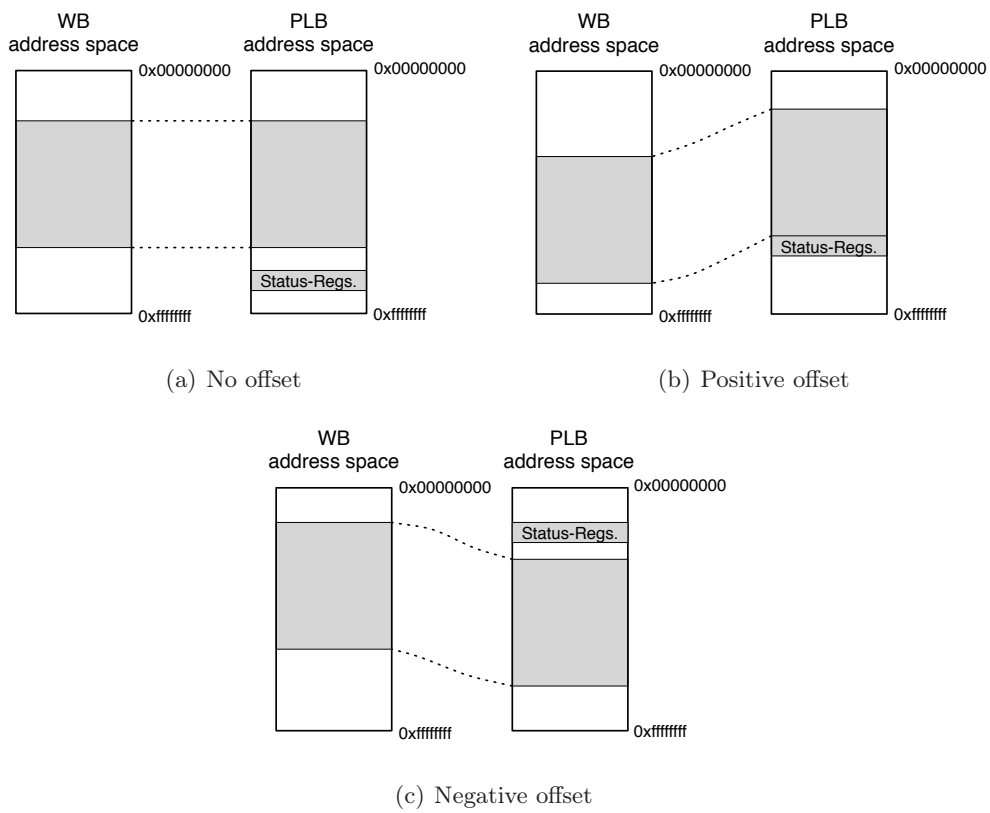 WB
address space
PLB
address space
0x00000000
0x00000000
Status-Regs.
0xffffffff
0xffffffff
(a) No offset
WB
address space
PLB
address space
0x00000000
0x00000000
Status-Regs.
0xffffffff
0xffffffff
(b) Positive offset
WB
address space
PLB
address space
0x00000000
0x00000000
Status-Regs.
0xffffffff
0xffffffff
(c) Negative offset